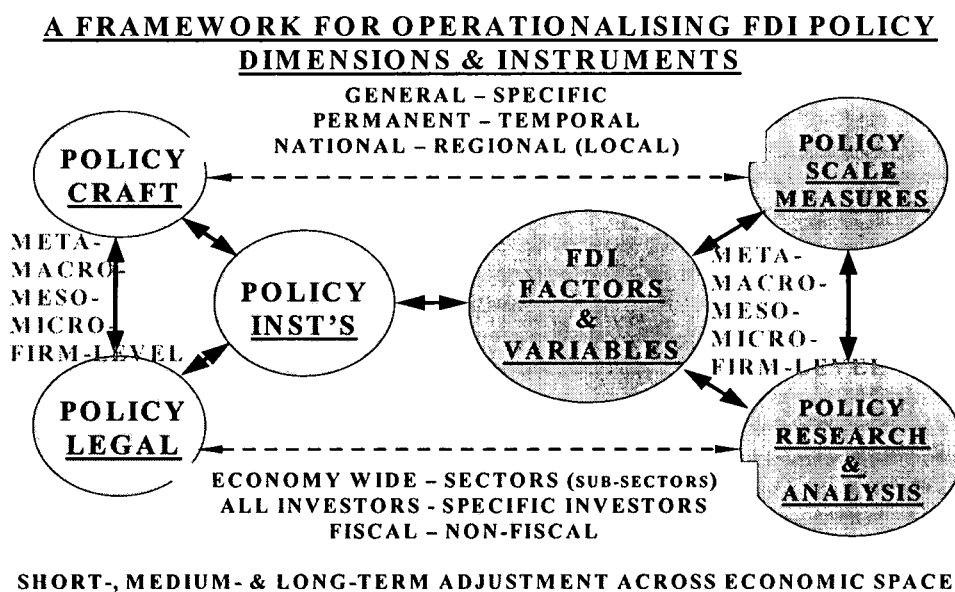 A FRAMEWORK FOR OPERATIONALISING FDI POLICY
DIMENSIONS & INSTRUMENTS
GENERAL – SPECIFIC
PERMANENT – TEMPORAL
NATIONAL – REGIONAL (LOCAL)
POLICY
CRAFT
POLICY
SCALE
MEASURES
META-
MACRO-
MESO-
MICRO-
FIRM-LEVEL
POLICY
INST'S
FDI
FACTORS
&
VARIABLES
META-
MACRO-
MESO-
MICRO-
FIRM-LEVEL
POLICY
LEGAL
POLICY
RESEARCH
&
ANALYSIS
ECONOMY WIDE – SECTORS (SUB-SECTORS)
ALL INVESTORS - SPECIFIC INVESTORS
FISCAL – NON-FISCAL
SHORT-, MEDIUM- & LONG-TERM ADJUSTMENT ACROSS ECONOMIC SPACE